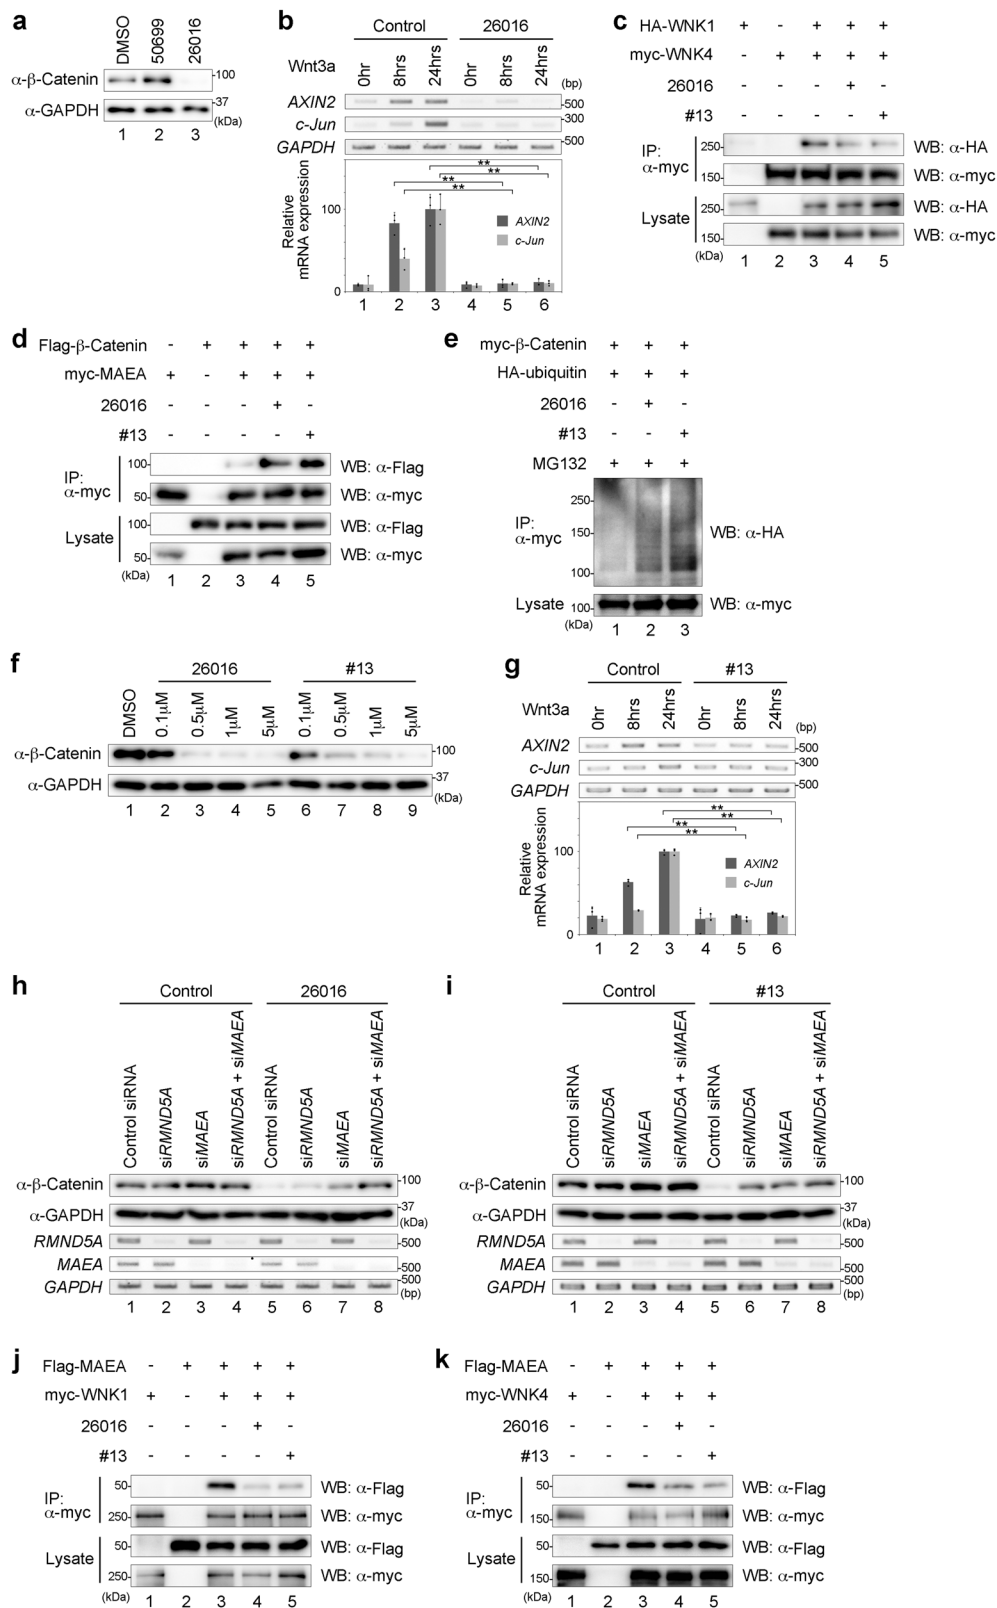 a
DMSO
50699
26016
α-β-Catenin
100
α-GAPDH
37
(kDa)
1 2 3
b
Control 26016
Wnt3a
0hr 8hrs 24hrs 0hr 8hrs 24hrs
(bp)
AXIN2
500
c-Jun
300
GAPDH
500
Relative
mRNA expression
100
0
** ** ** **
AXIN2
c-Jun
1 2 3 4 5 6
c
HA-WNK1 + - + + +
myc-WNK4 - + + + +
26016 - - - + -
#13 - - - - +
IP:
α-myc
250 WB: α-HA
150 WB: α-myc
Lysate
250 WB: α-HA
150 WB: α-myc
(kDa) 1 2 3 4 5
d
Flag-β-Catenin - + + + +
myc-MAEA + - + + +
26016 - - - + -
#13 - - - - +
IP:
α-myc
100 WB: α-Flag
50 WB: α-myc
Lysate
100 WB: α-Flag
50 WB: α-myc
(kDa) 1 2 3 4 5
e
myc-β-Catenin + + +
HA-ubiquitin + + +
26016 - + -
#13 - - +
MG132 + + +
IP:
α-myc
250
150
100
WB: α-HA
Lysate 100 WB: α-myc
(kDa) 1 2 3
f
26016 #13
DMSO 0.1μM 0.5μM 1μM 5μM 0.1μM 0.5μM 1μM 5μM
α-β-Catenin 100
α-GAPDH 37
(kDa)
1 2 3 4 5 6 7 8 9
g
Control #13
Wnt3a
0hr 8hrs 24hrs 0hr 8hrs 24hrs
(bp)
AXIN2
500
c-Jun
300
GAPDH
500
Relative
mRNA expression
100
0
** ** ** **
AXIN2
c-Jun
1 2 3 4 5 6
h
Control 26016
Control siRNA
siRMND5A
siMAEA
siRMND5A + siMAEA
Control siRNA
siRMND5A
siMAEA
siRMND5A + siMAEA
α-β-Catenin 100
α-GAPDH 37
(kDa)
RMND5A 500
MAEA 500
GAPDH 500
(bp)
1 2 3 4 5 6 7 8
i
Control #13
Control siRNA
siRMND5A
siMAEA
siRMND5A + siMAEA
Control siRNA
siRMND5A
siMAEA
siRMND5A + siMAEA
α-β-Catenin 100
α-GAPDH 37
(kDa)
RMND5A 500
MAEA 500
GAPDH 500
(bp)
1 2 3 4 5 6 7 8
j
Flag-MAEA - + + + +
myc-WNK1 + - + + +
26016 - - - + -
#13 - - - - +
IP:
α-myc
50 WB: α-Flag
250 WB: α-myc
Lysate
50 WB: α-Flag
250 WB: α-myc
(kDa) 1 2 3 4 5
k
Flag-MAEA - + + + +
myc-WNK4 + - + + +
26016 - - - + -
#13 - - - - +
IP:
α-myc
50 WB: α-Flag
150 WB: α-myc
Lysate
50 WB: α-Flag
150 WB: α-myc
(kDa) 1 2 3 4 5